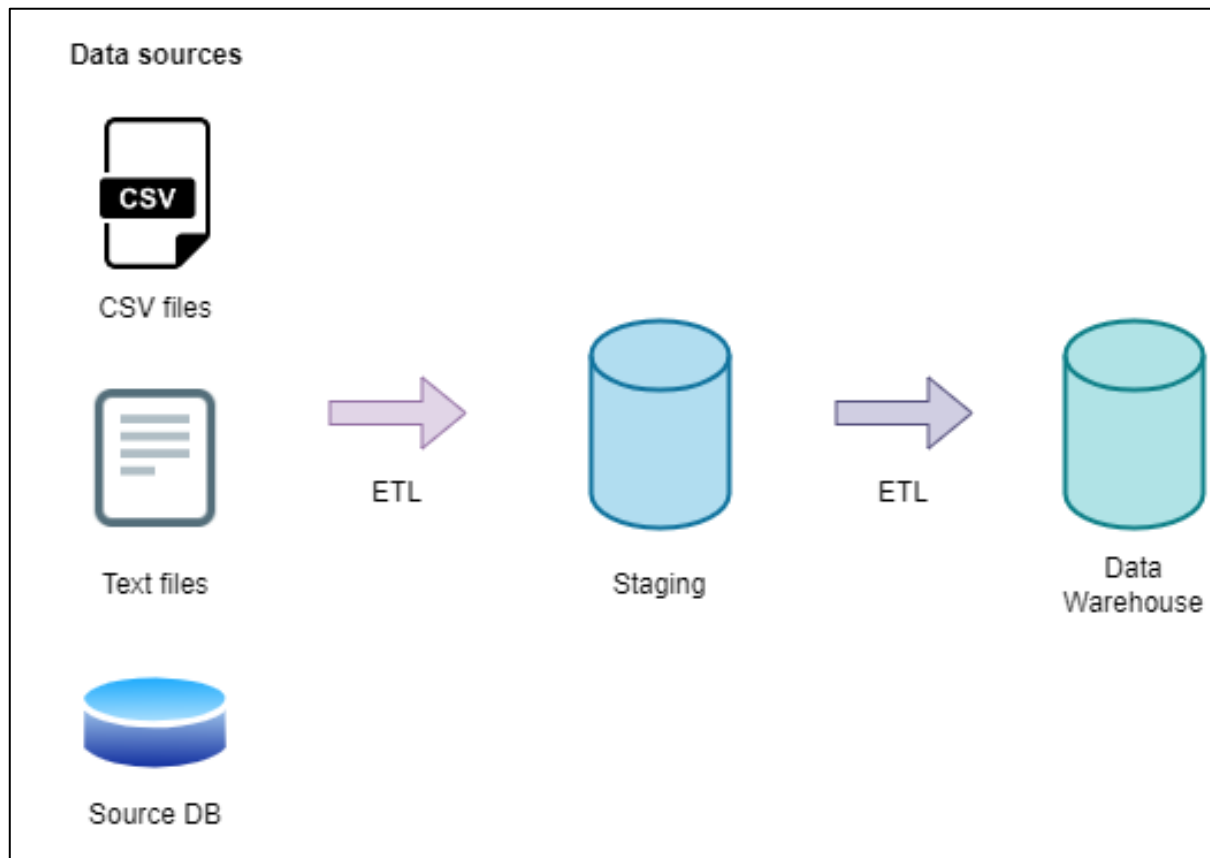 Data sources
CSV
CSV files
Text files
Source DB
ETL
Staging
ETL
Data
Warehouse